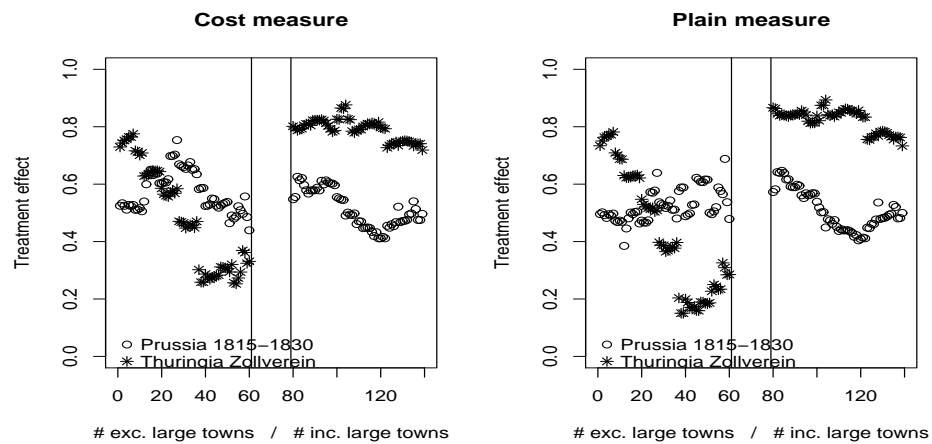 Cost measure
Treatment effect
1.0
0.8
0.6
0.4
0.2
0.0
Prussia 1815−1830
Thuringia Zollverein
0 20 40 60 80 100 120
# exc. large towns / # inc. large towns
Plain measure
Treatment effect
1.0
0.8
0.6
0.4
0.2
0.0
Prussia 1815−1830
Thuringia Zollverein
0 20 40 60 80 120
# exc. large towns / # inc. large towns